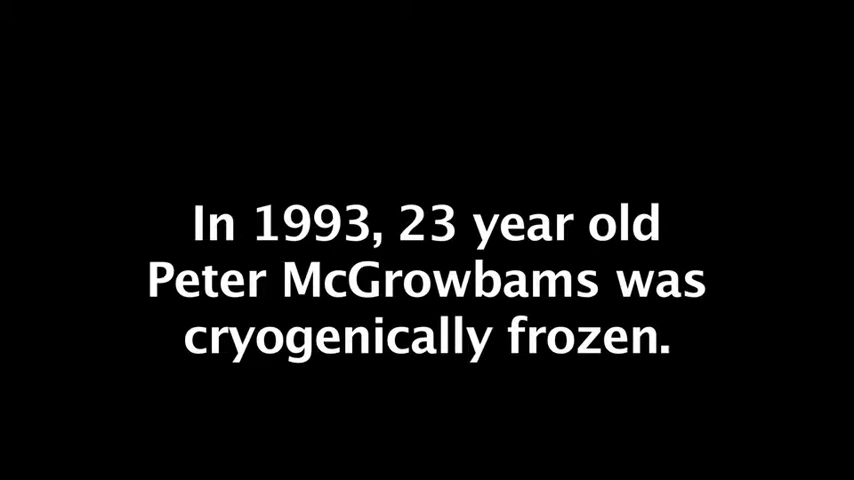 In 1993, 23 year old
Peter McGrowbams was
cryogenically frozen.